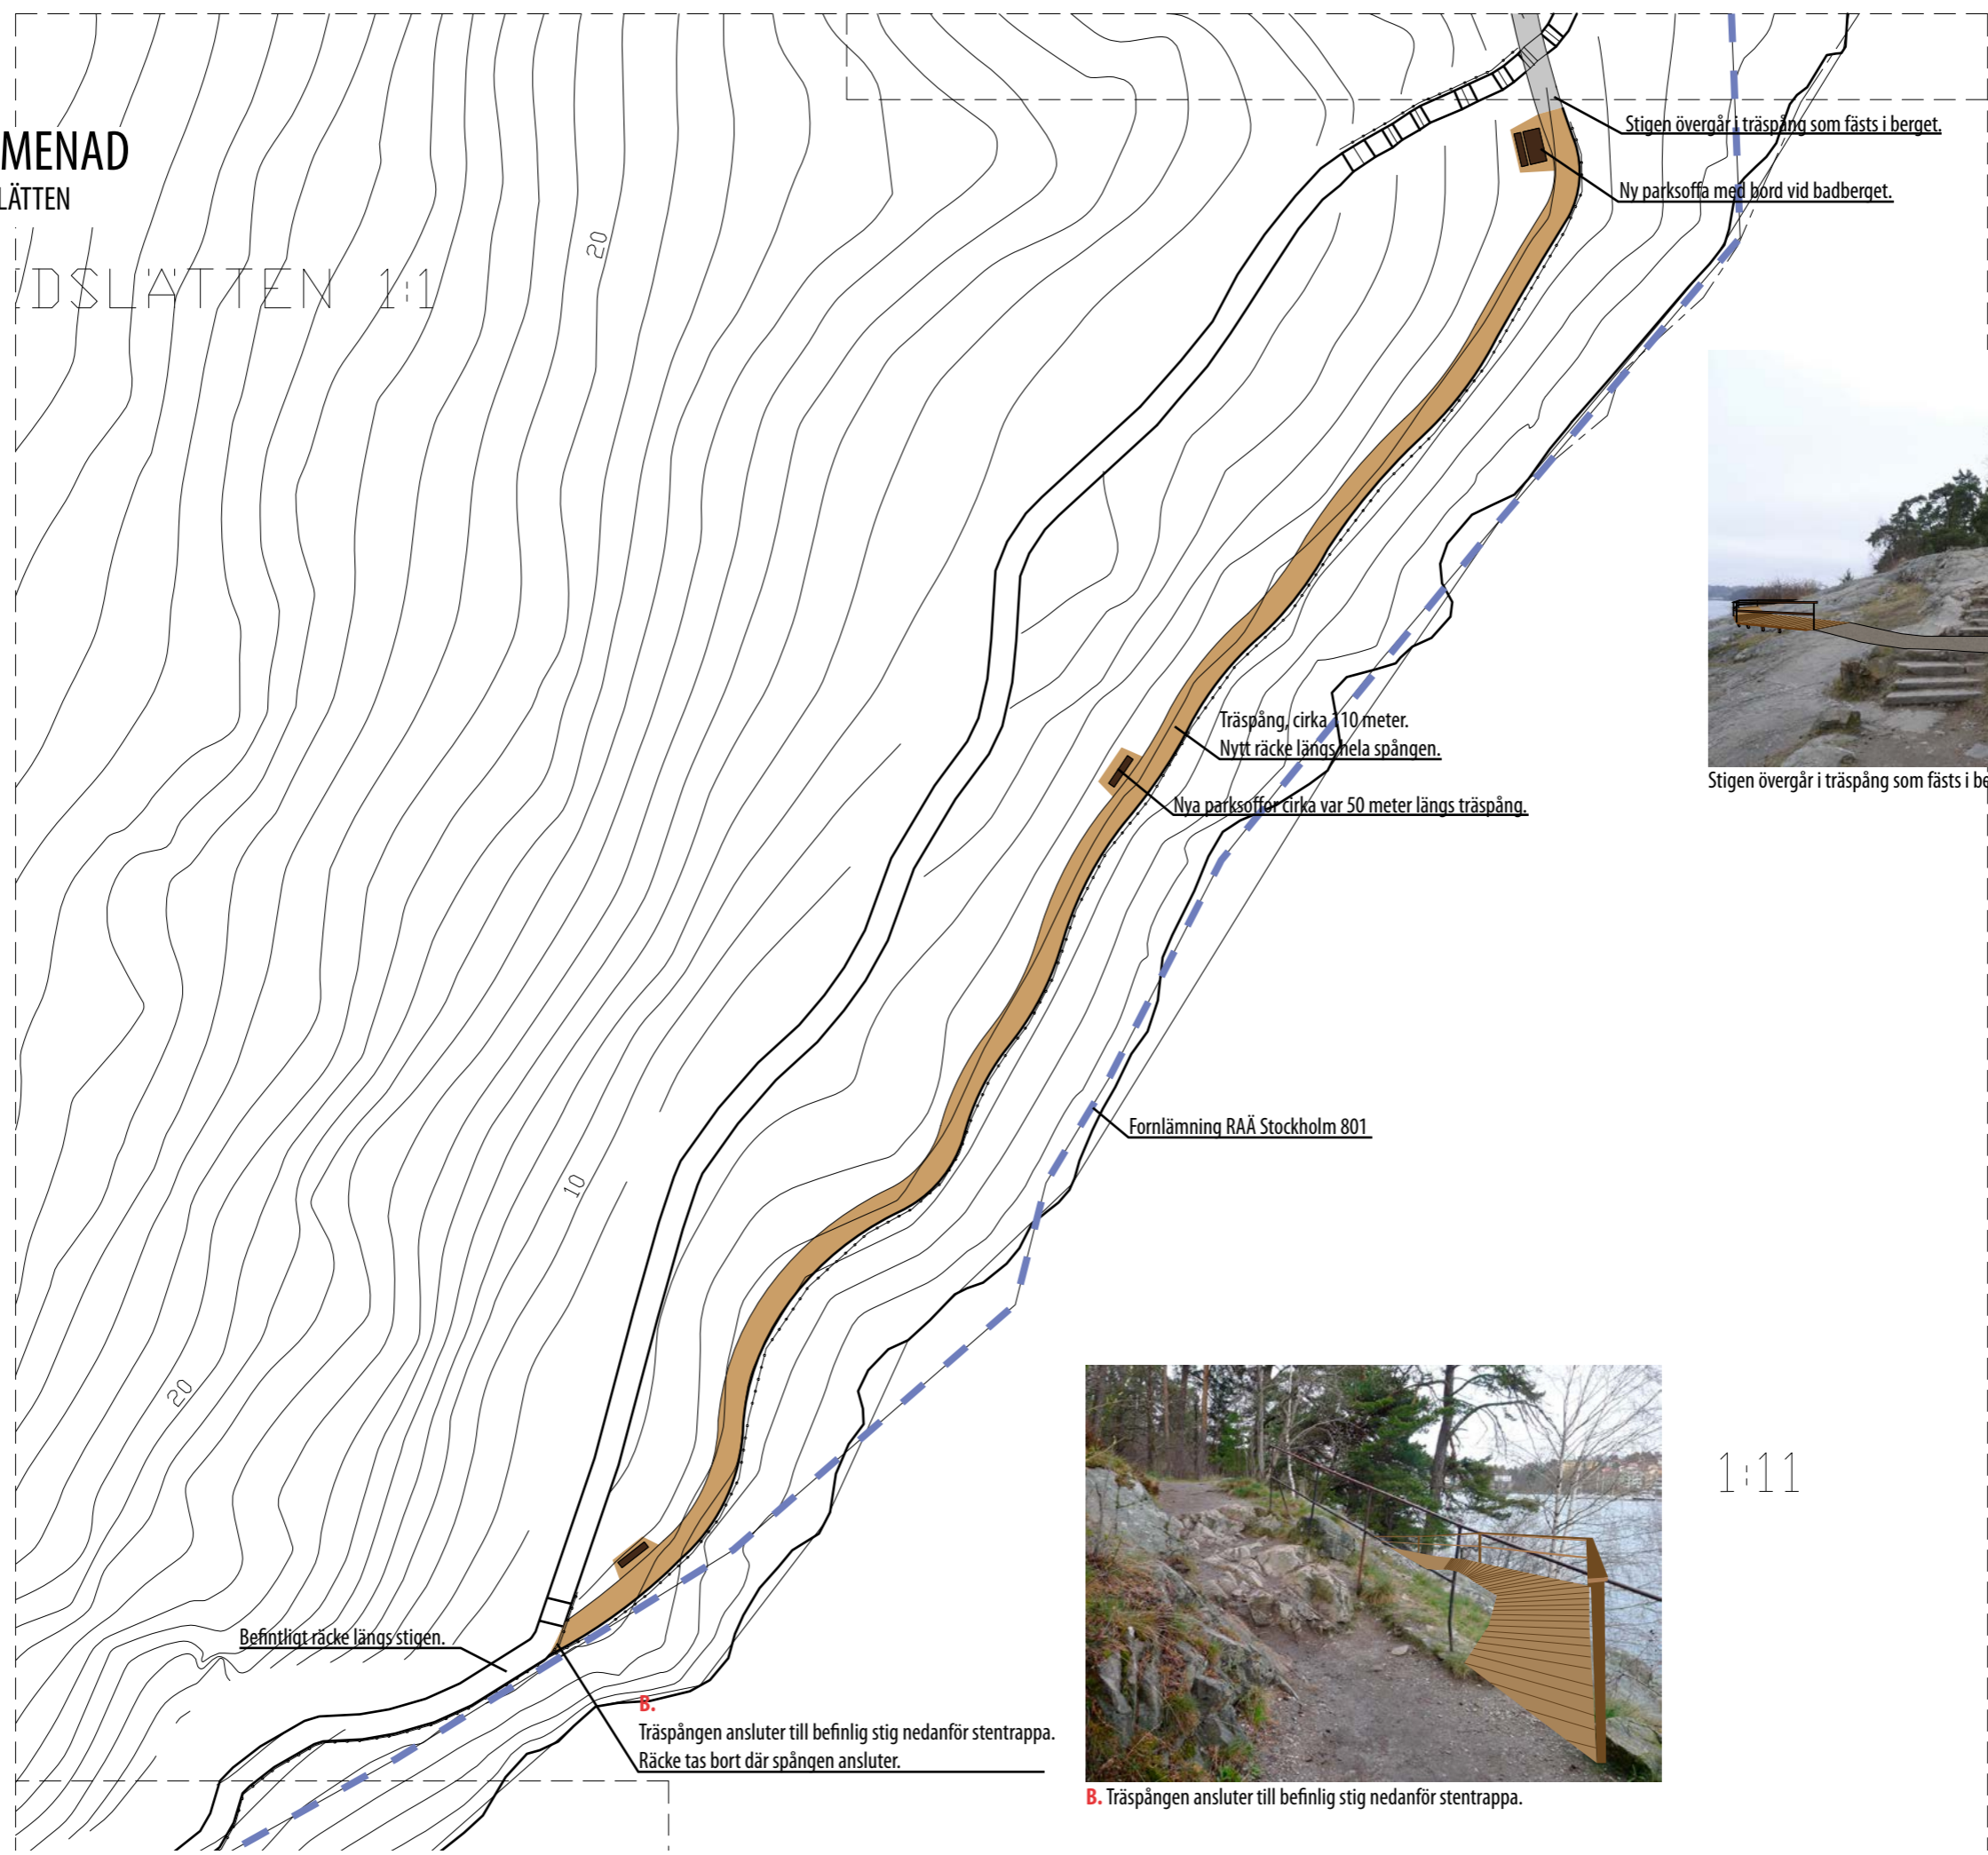 MENAD
LÄTTEN
DSLÄTTEN 1:1
20
Stigen övergår i träspång som fästs i berget.
Ny parksoffa med bord vid badberget.
Träspång, cirka 110 meter.
Nytt räcke längs hela spången.
Nya parksoffor cirka var 50 meter längs träspång.
Stigen övergår i träspång som fästs i be
Fornlämning RAÄ Stockholm 801
10
20
1:11
Befintligt räcke längs stigen.
B.
Träspången ansluter till befinlig stig nedanför stentrappa.
Räcke tas bort där spången ansluter.
B. Träspången ansluter till befinlig stig nedanför stentrappa.